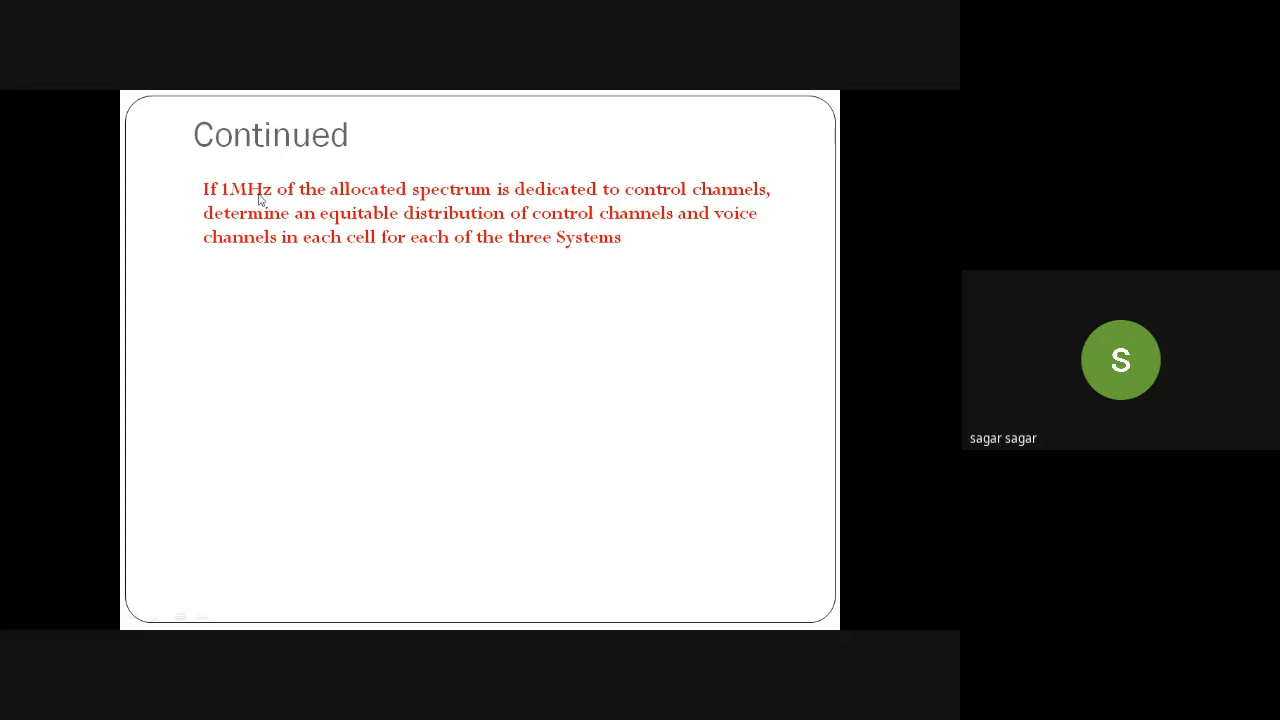 Continued
If 1MHz of the allocated spectrum is dedicated to control channels,
determine an equitable distribution of control channels and voice
channels in each cell for each of the three Systems
S
sagar sagar